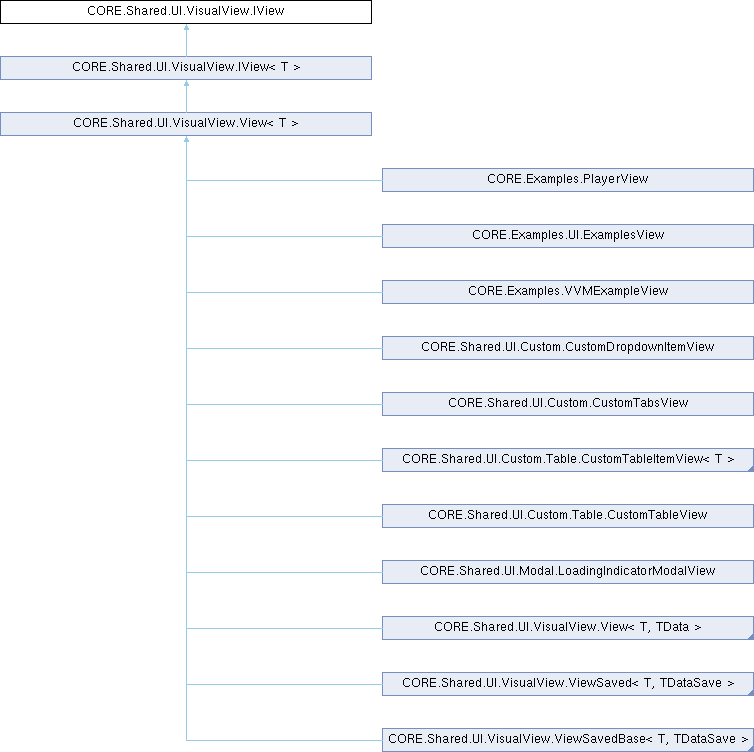 CORE.Shared.UI.VisualView.IView
CORE.Shared.UI.VisualView.IView< T >
CORE.Shared.UI.VisualView.View< T >
CORE.Examples.PlayerView
CORE.Examples.UI.ExamplesView
CORE.Examples.VVMExampleView
CORE.Shared.UI.Custom.CustomDropdownItemView
CORE.Shared.UI.Custom.CustomTabsView
CORE.Shared.UI.Custom.Table.CustomTableItemView< T >
CORE.Shared.UI.Custom.Table.CustomTableView
CORE.Shared.UI.Modal.LoadingIndicatorModalView
CORE.Shared.UI.VisualView.View< T, TData >
CORE.Shared.UI.VisualView.ViewSaved< T, TDataSave >
CORE.Shared.UI.VisualView.ViewSavedBase< T, TDataSave >